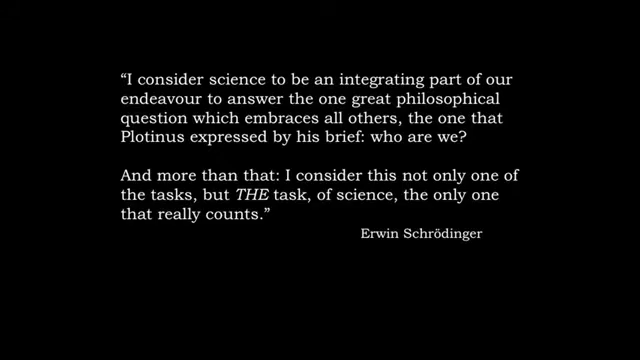 “I consider science to be an integrating part of our
endeavour to answer the one great philosophical
question which embraces all others, the one that
Plotinus expressed by his brief: who are we?
And more than that: I consider this not only one of
the tasks, but THE task, of science, the only one
that really counts.”
Erwin Schrödinger